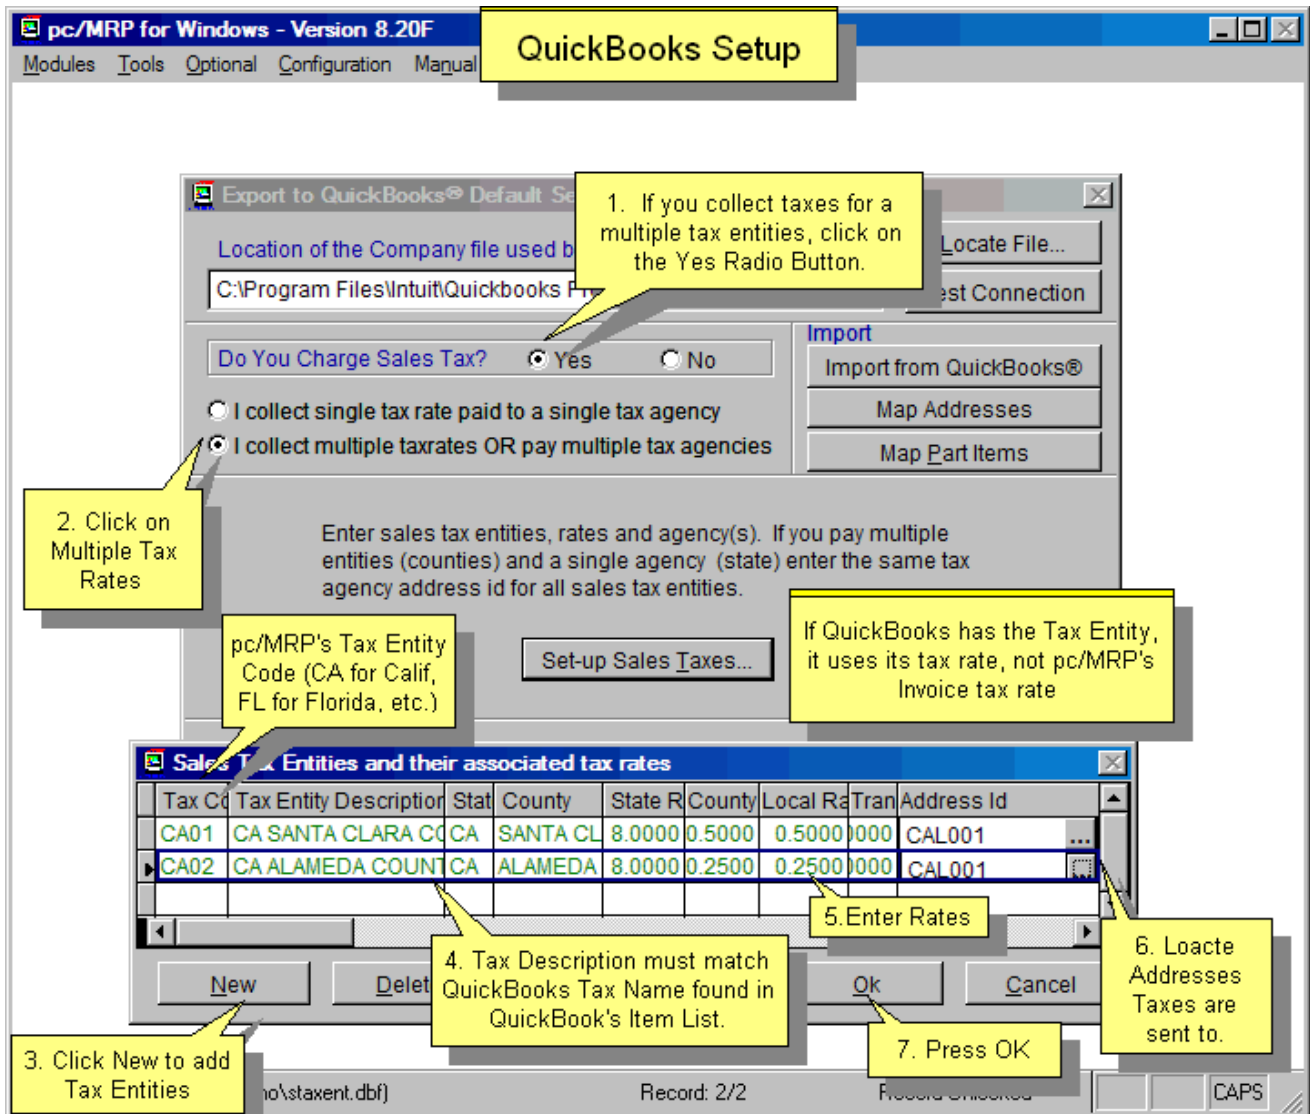 pc/MRP for Windows - Version 8.20F
QuickBooks Setup
Modules Tools Optional Configuration Manual
Export to QuickBooks® Default Se
1. If you collect taxes for a
multiple tax entities, click on
the Yes Radio Button.
Location of the Company file used b
Locate File...
C:\Program Files\Intuit\Quickbooks Pro
est Connection
Do You Charge Sales Tax? Yes No
Import
Import from QuickBooks®
I collect single tax rate paid to a single tax agency
Map Addresses
I collect multiple taxrates OR pay multiple tax agencies
Map Part Items
2. Click on
Multiple Tax
Rates
Enter sales tax entities, rates and agency(s). If you pay multiple
entities (counties) and a single agency (state) enter the same tax
agency address id for all sales tax entities.
pc/MRP's Tax Entity
Code (CA for Calif,
FL for Florida, etc.)
Set-up Sales Taxes...
If QuickBooks has the Tax Entity,
it uses its tax rate, not pc/MRP's
Invoice tax rate
Sales Tax Entities and their associated tax rates
Tax Co Tax Entity Description Stat County State R County Local Ra Tran Address Id
CA01 CA SANTA CLARA CO CA SANTA CL 8.0000 0.5000 0.5000 0000 CAL001 ...
CA02 CA ALAMEDA COUNT CA ALAMEDA 8.0000 0.2500 0.2500 0000 CAL001 ...
5.Enter Rates
4. Tax Description must match
QuickBooks Tax Name found in
QuickBook's Item List.
6. Loacte
Addresses
Taxes are
sent to.
New Delet Ok Cancel
3. Click New to add
Tax Entities
7. Press OK
no\staxent.dbf) Record: 2/2 Record Unlocked CAPS